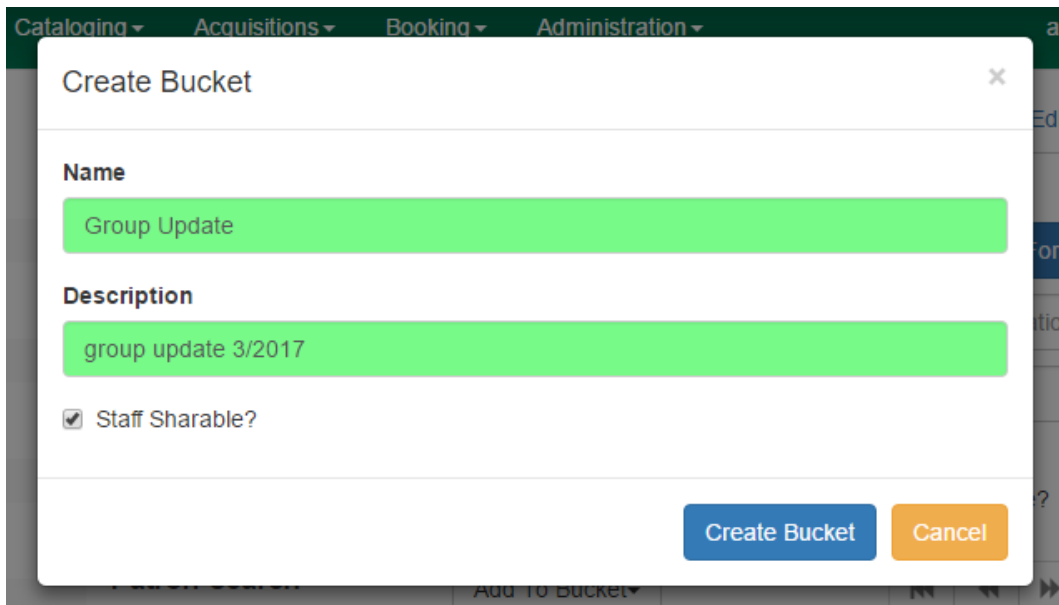 Cataloging Acquisitions Booking Administration
Create Bucket ×
Name
Group Update
Description
group update 3/2017
Staff Sharable?
Create Bucket Cancel
Add To Bucket